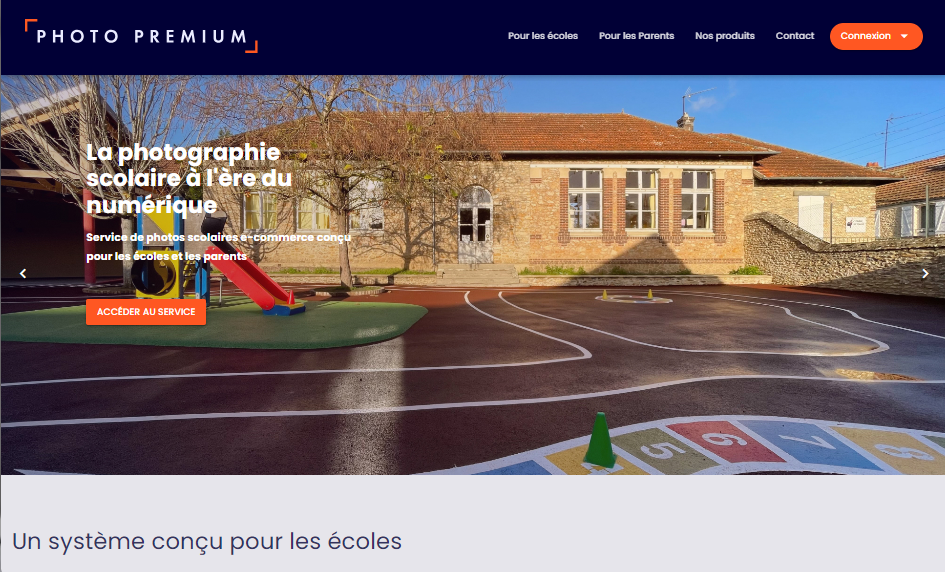 PHOTO PREMIUM
Pour les écoles
Pour les Parents
Nos produits
Contact
Connexion
La photographie
scolaire à l'ère du
numérique
Service de photos scolaires e-commerce conçu
pour les écoles et les parents
ACCÉDER AU SERVICE
5
6
7
8
Un système conçu pour les écoles